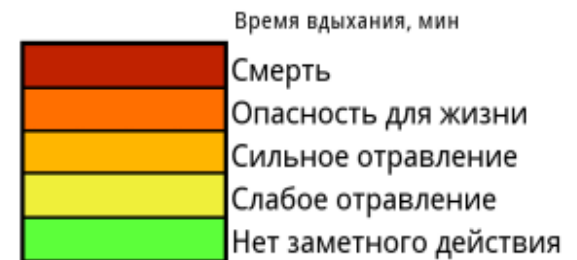 Время вдыхания, мин
Смерть
Опасность для жизни
Сильное отравление
Слабое отравление
Нет заметного действия